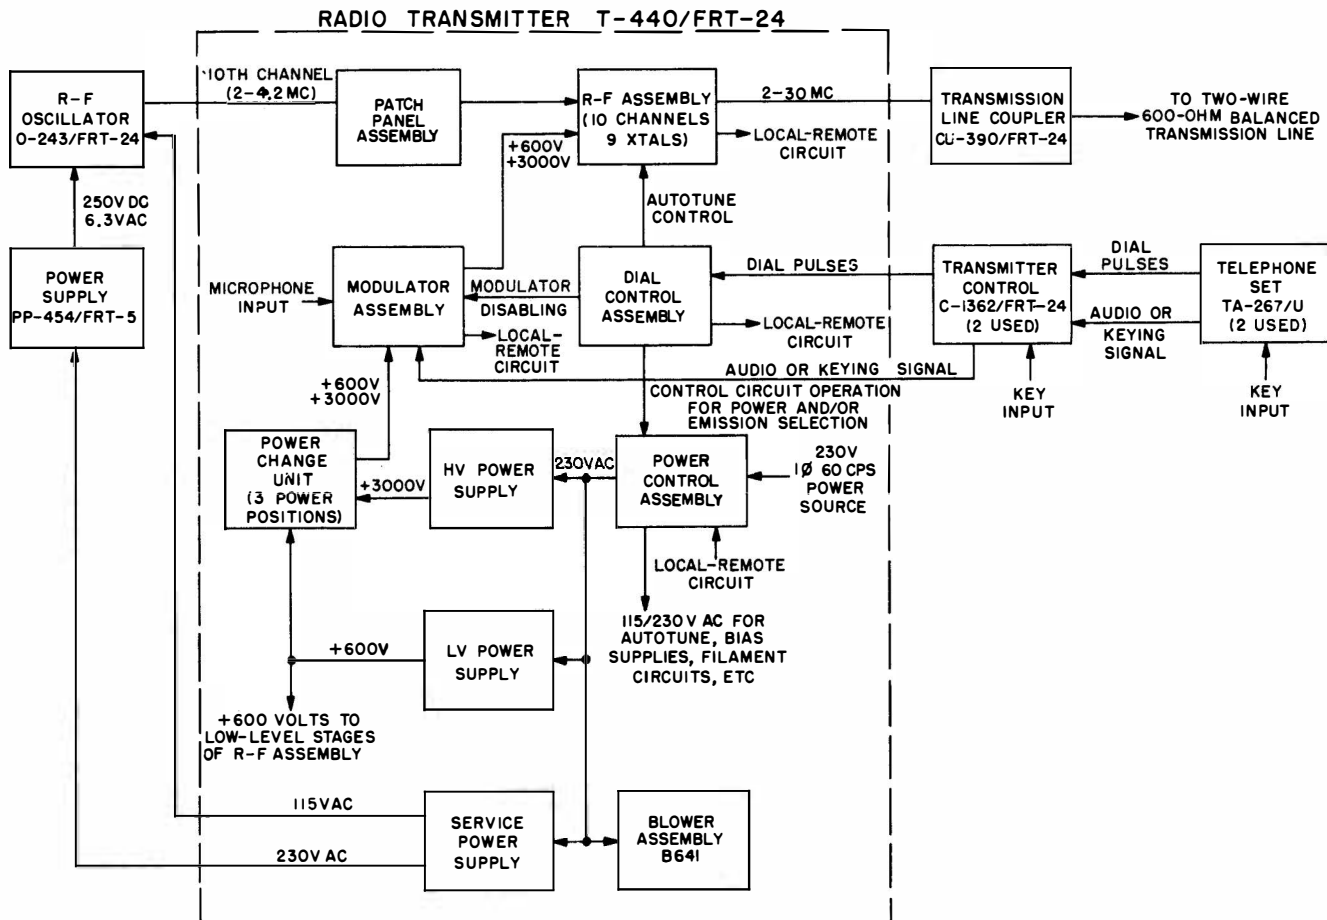 RADIO TRANSMITTER T-440/FRT-24
R-F
OSCILLATOR
O-243/FRT-24
10TH CHANNEL
(2-4.2 MC)
PATCH
PANEL
ASSEMBLY
R-F ASSEMBLY
(10 CHANNELS
9 XTALS)
2-30 MC
LOCAL-REMOTE
CIRCUIT
TRANSMISSION
LINE COUPLER
CU-390/FRT-24
TO TWO-WIRE
600-OHM BALANCED
TRANSMISSION LINE
+600V
+3000V
250V DC
6.3VAC
AUTOTUNE
CONTROL
POWER
SUPPLY
PP-454/FRT-5
MICROPHONE
INPUT
MODULATOR
ASSEMBLY
MODULATOR
DISABLING
LOCAL-
REMOTE
CIRCUIT
DIAL
CONTROL
ASSEMBLY
DIAL PULSES
LOCAL-REMOTE
CIRCUIT
TRANSMITTER
CONTROL
C-1362/FRT-24
(2 USED)
DIAL
PULSES
AUDIO OR
KEYING
SIGNAL
TELEPHONE
SET
TA-267/U
(2 USED)
+600V
+3000V
AUDIO OR KEYING SIGNAL
CONTROL CIRCUIT OPERATION
FOR POWER AND/OR
EMISSION SELECTION
KEY
INPUT
KEY
INPUT
POWER
CHANGE
UNIT
(3 POWER
POSITIONS)
+3000V
HV POWER
SUPPLY
230VAC
POWER
CONTROL
ASSEMBLY
230V
1Ø 60 CPS
POWER
SOURCE
LOCAL-REMOTE
CIRCUIT
115/230 V AC FOR
AUTOTUNE, BIAS
SUPPLIES, FILAMENT
CIRCUITS, ETC
+600V
LV POWER
SUPPLY
+600 VOLTS TO
LOW-LEVEL STAGES
OF R-F ASSEMBLY
115VAC
230V AC
SERVICE
POWER
SUPPLY
BLOWER
ASSEMBLY
B641